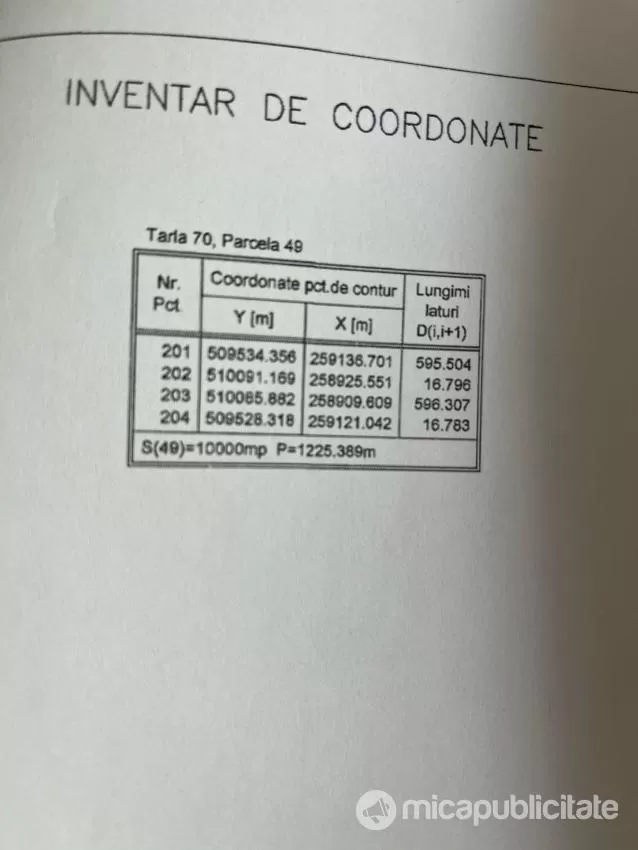 INVENTAR DE COORDONATE
Tarla 70, Parcela 49
Nr. Pct. Coordonate pct.de contur Lungimi laturi D(i,i+1)
Y [m] X [m]
201 509534.356 259136.701 595.504
202 510091.169 258925.551 16.796
203 510085.882 258909.609 596.307
204 509528.318 259121.042 16.783
S(49)=10000mp P=1225.389m
micapublicitate